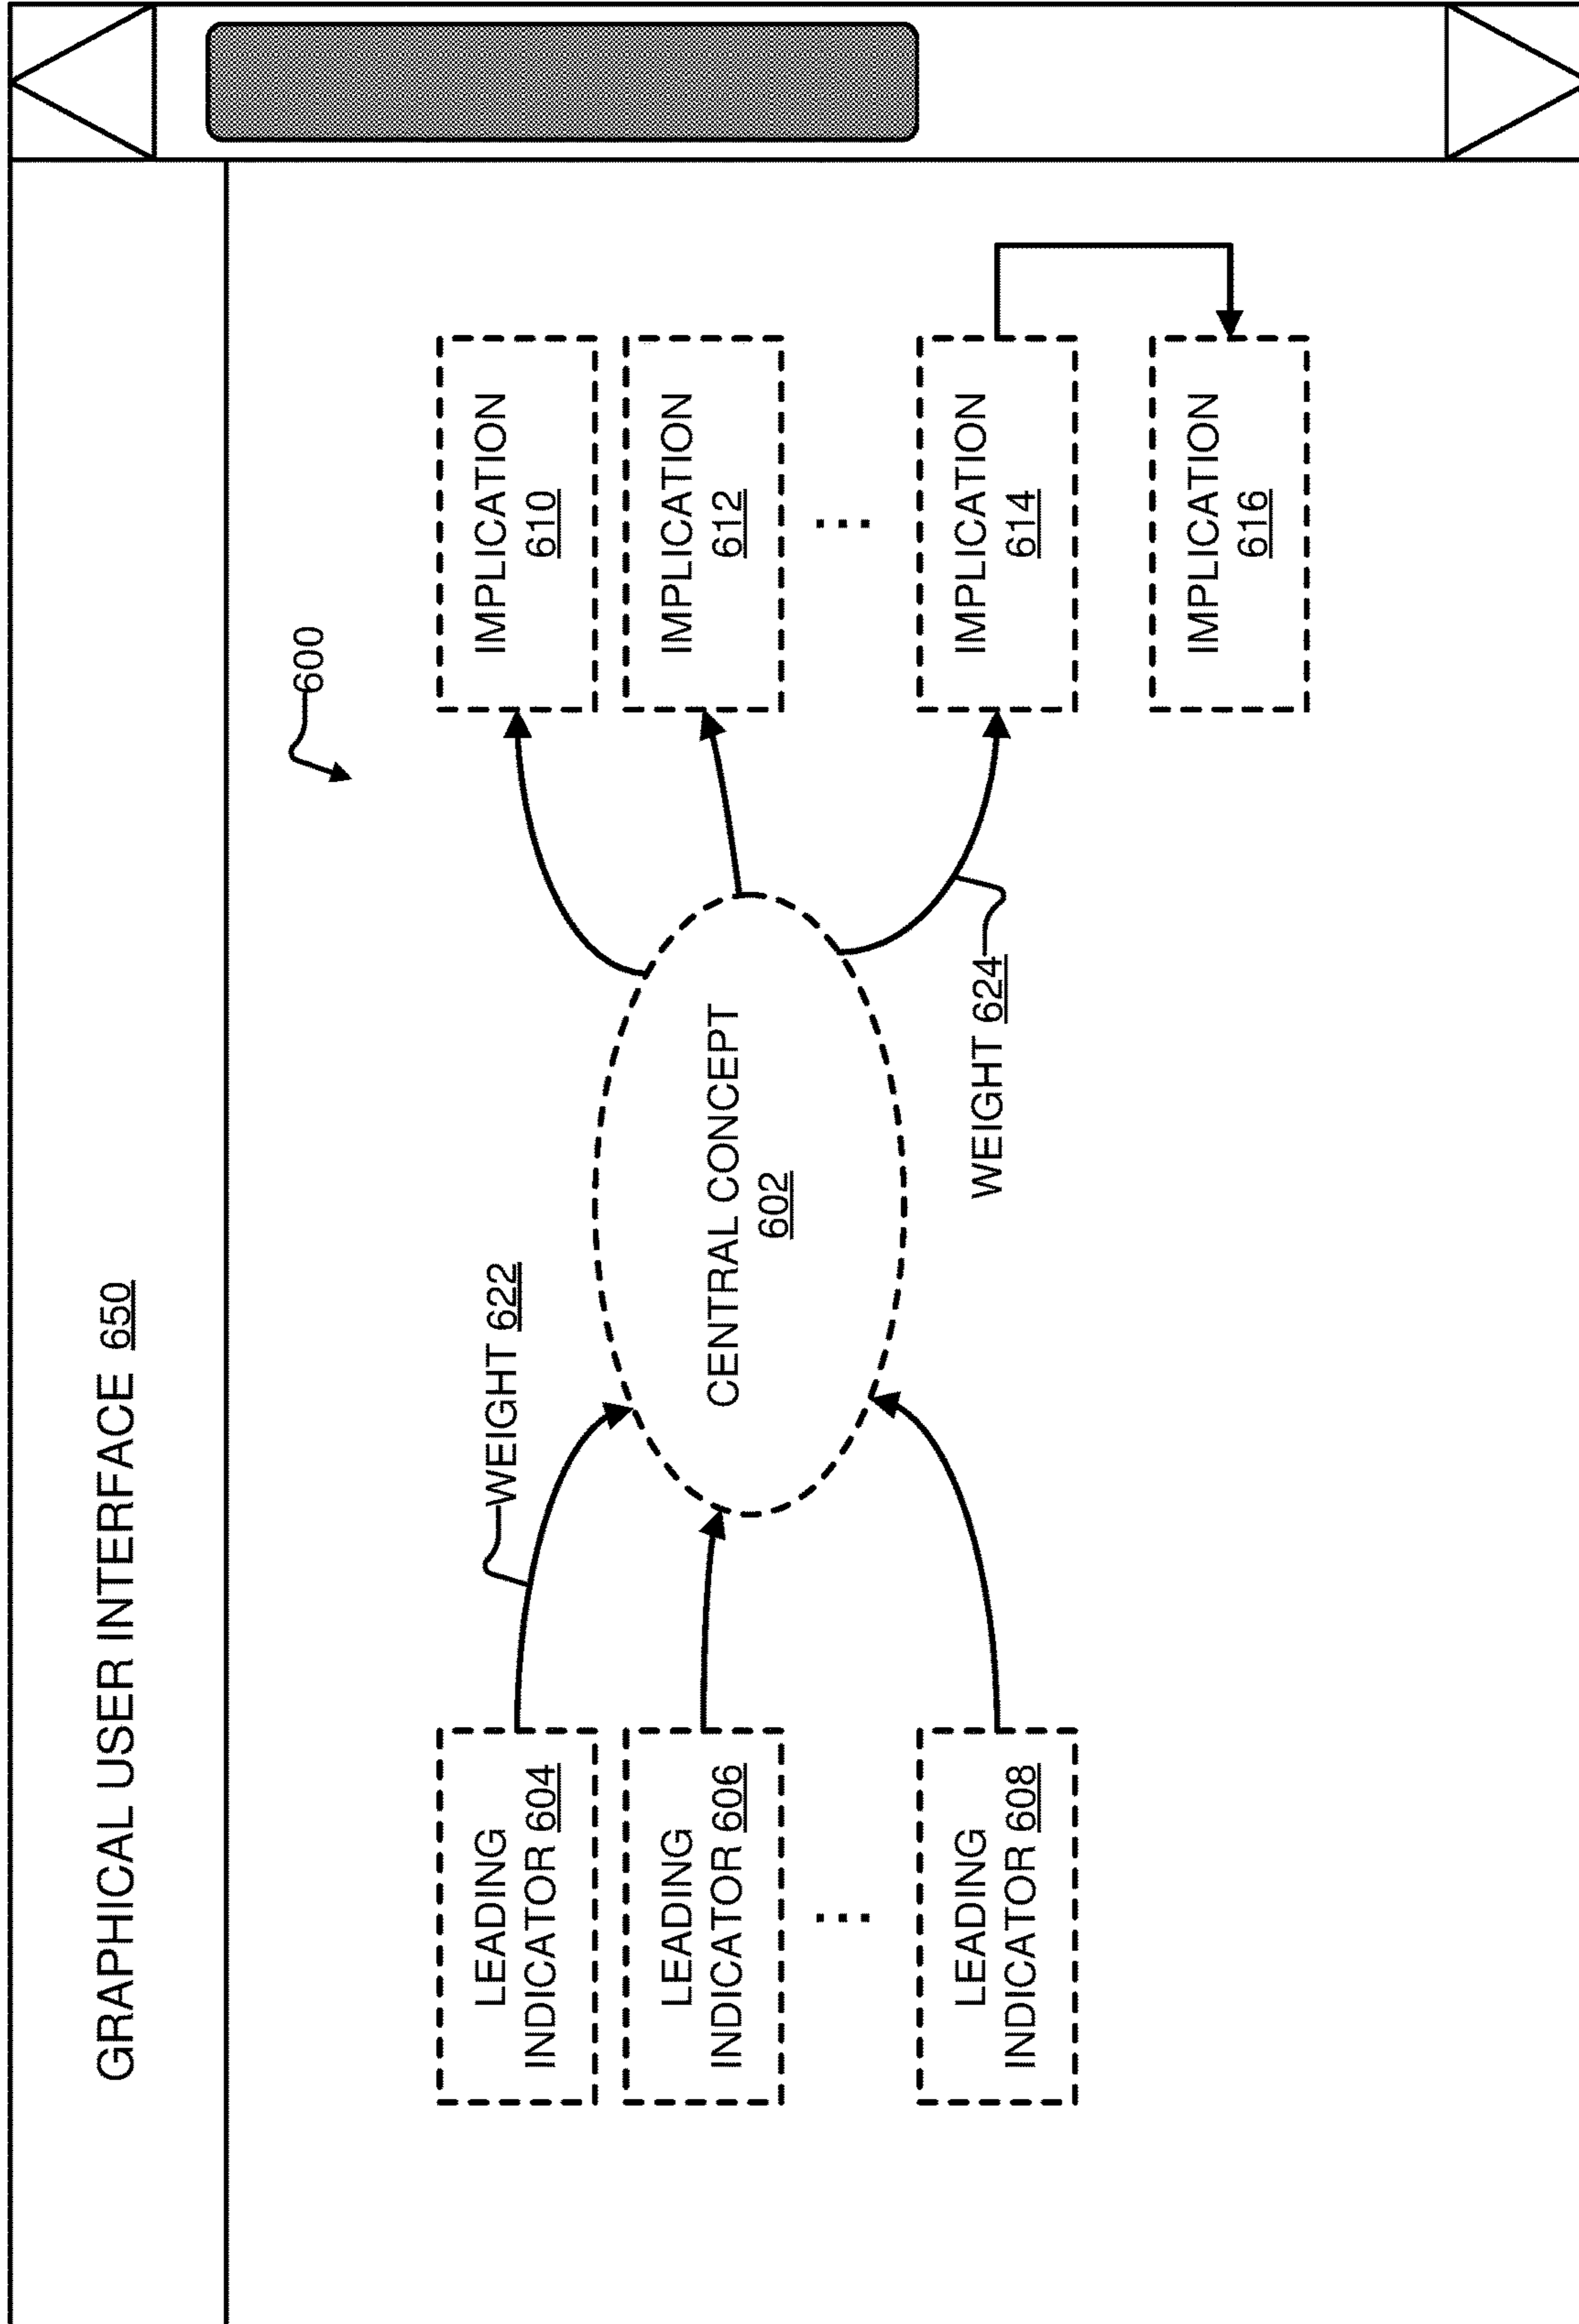 GRAPHICAL USER INTERFACE 650
600
LEADING
INDICATOR 604
WEIGHT 622
IMPLICATION
610
LEADING
INDICATOR 606
CENTRAL CONCEPT
602
IMPLICATION
612
...
...
LEADING
INDICATOR 608
WEIGHT 624
IMPLICATION
614
IMPLICATION
616